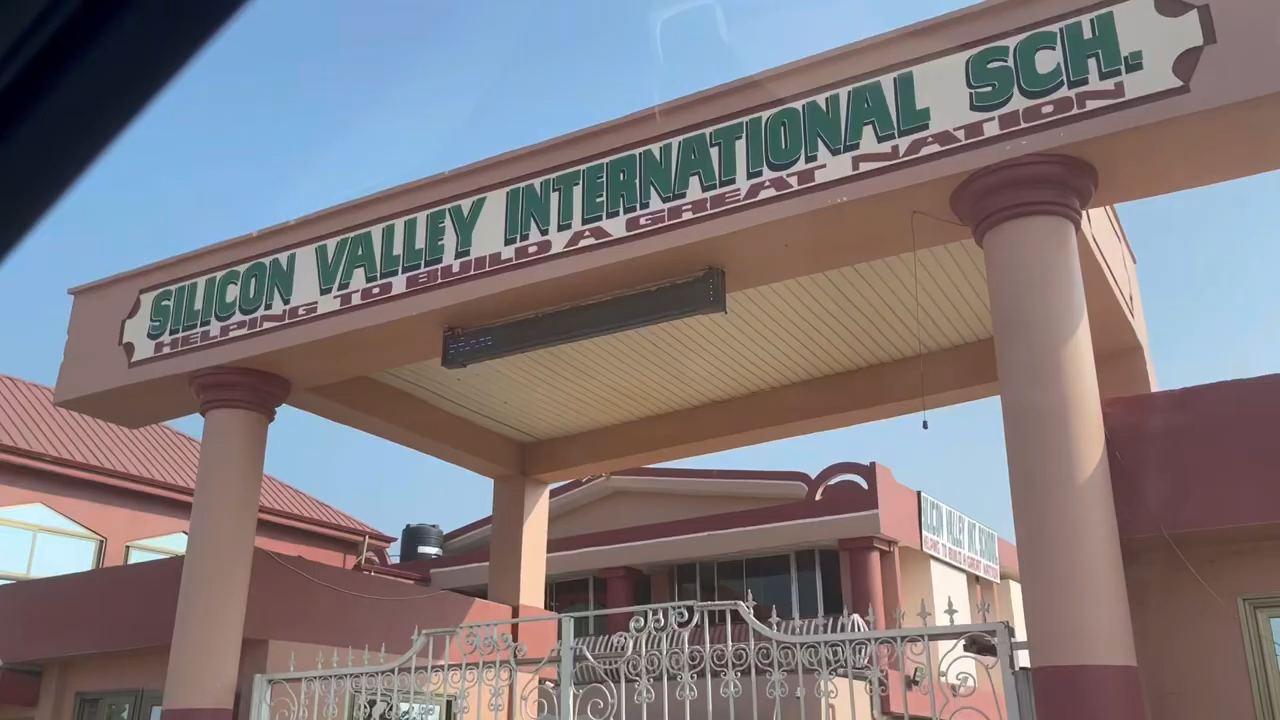 SILICON VALLEY INTERNATIONAL SCH.
HELPING TO BUILD A GREAT NATION
SILICON VALLEY INT. SCHOOL
HELPING TO BUILD A GREAT NATION